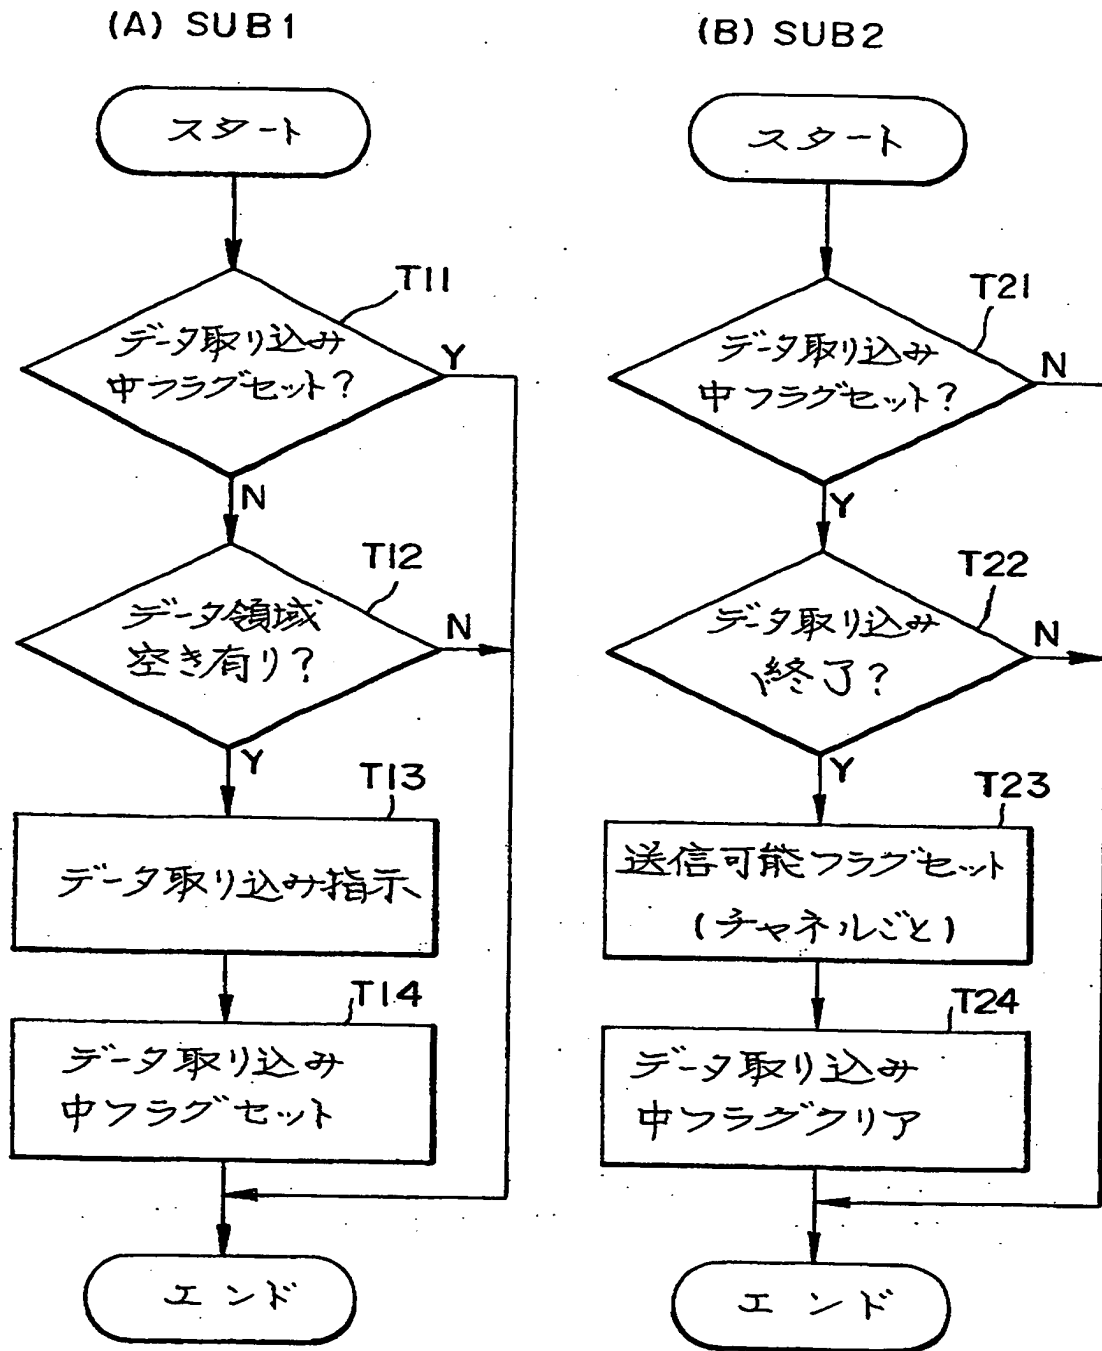 (A) SUB1
スタート
T11
データ取り込み
中フラグセット?
Y
N
T12
データ領域
空き有り?
N
Y
T13
データ取り込み指示
T14
データ取り込み
中フラグセット
エンド
(B) SUB2
スタート
T21
データ取り込み
中フラグセット?
N
Y
T22
データ取り込み
終了?
N
Y
T23
送信可能フラグセット
(チャネルごと)
T24
データ取り込み
中フラグクリア
エンド